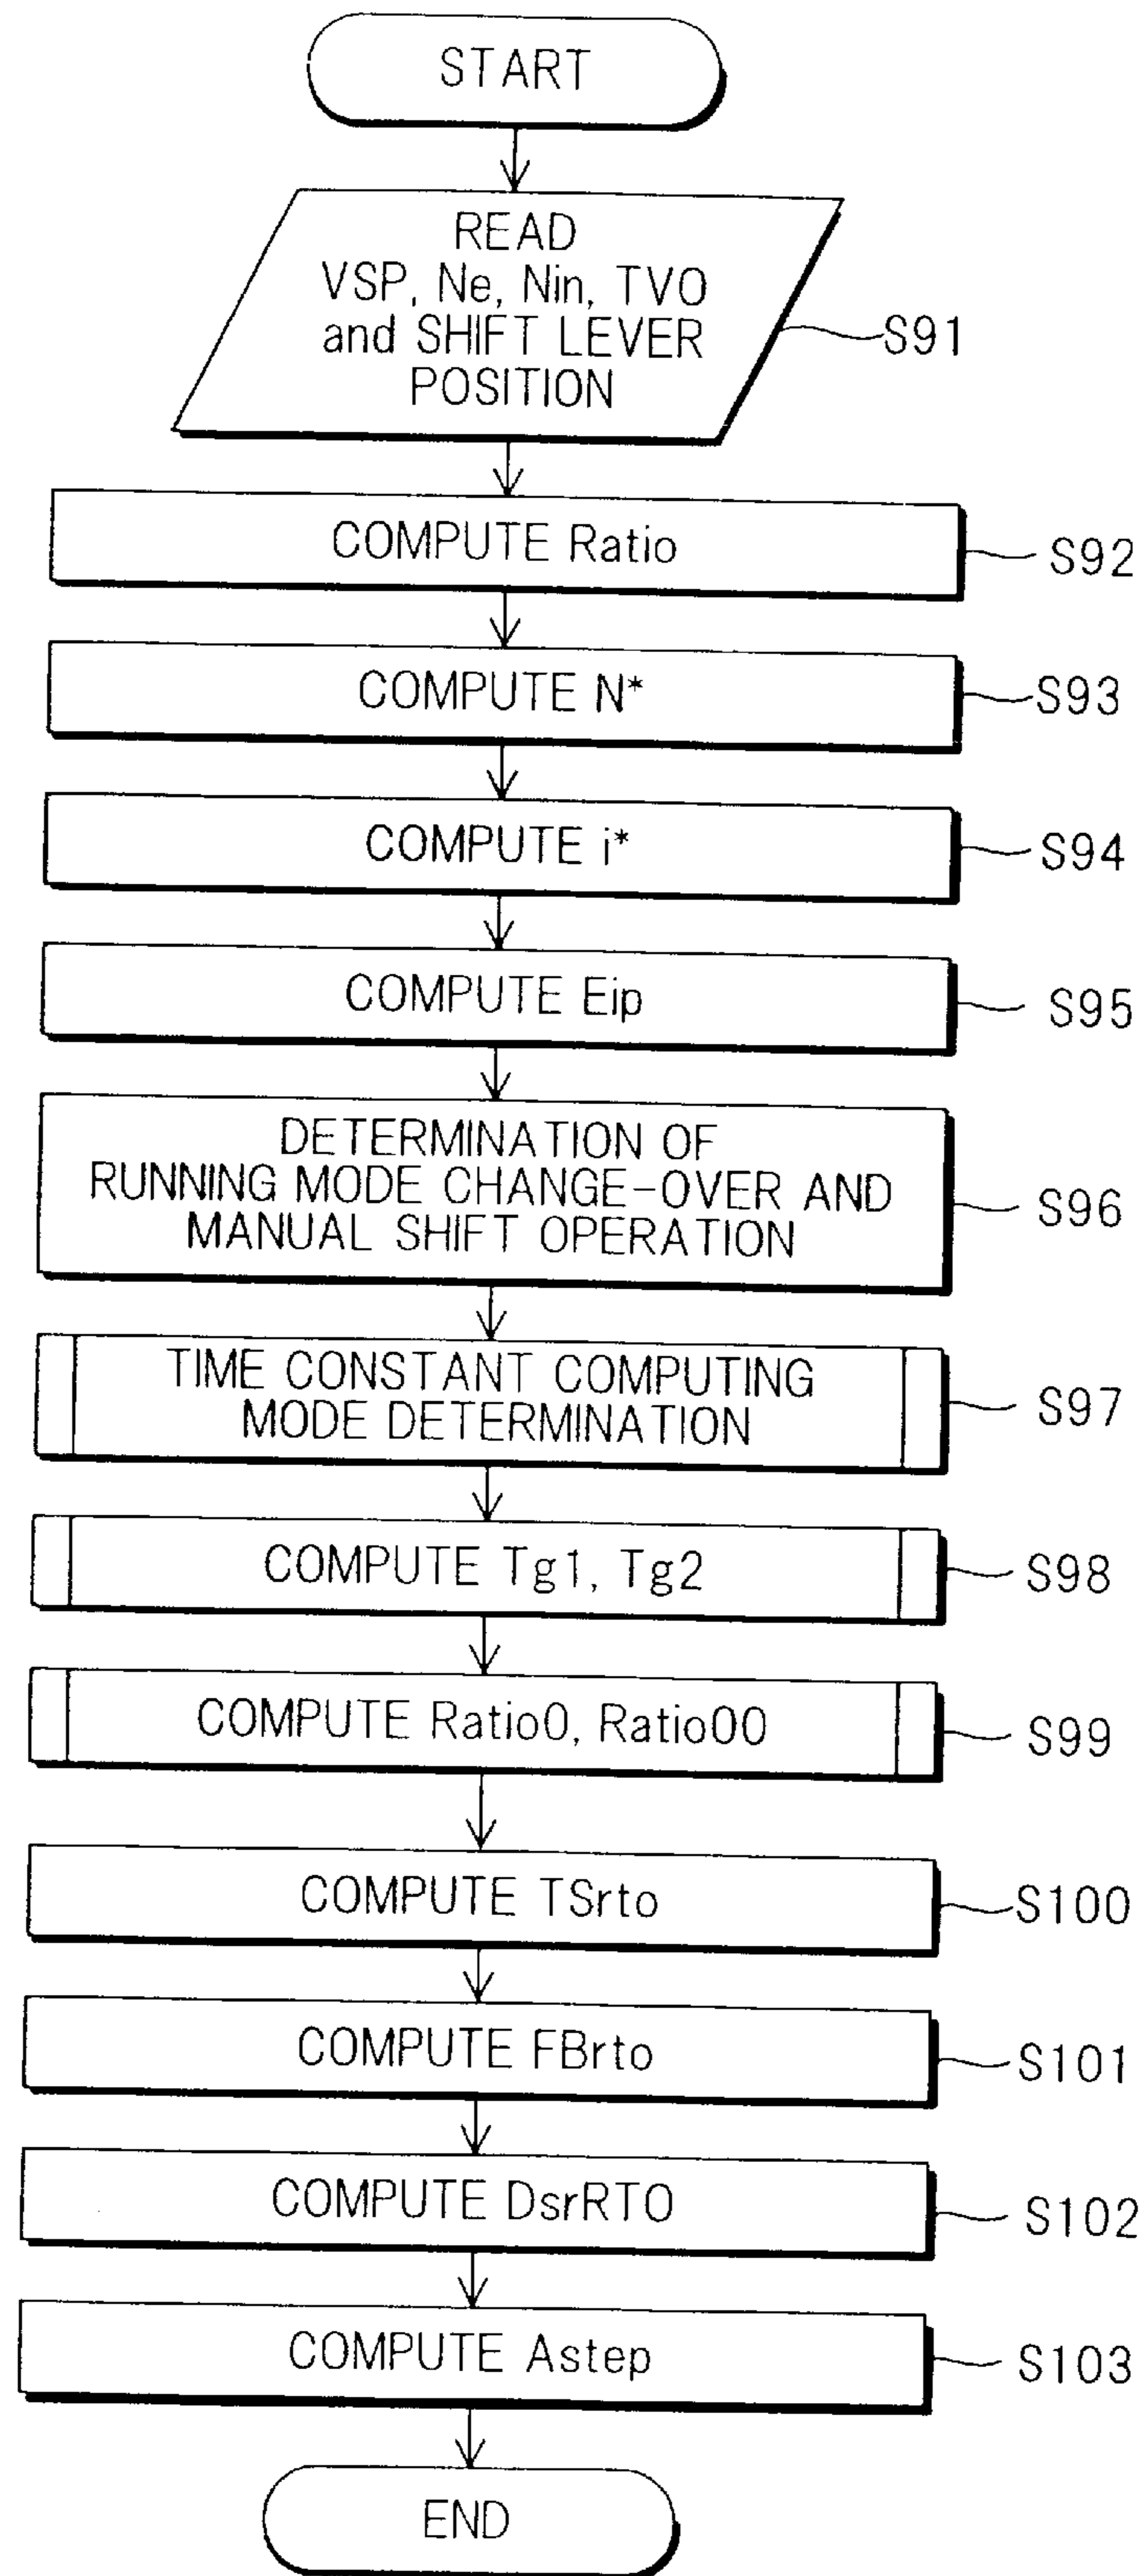 START
READ
VSP, Ne, Nin, TVO
and SHIFT LEVER
POSITION
S91
COMPUTE Ratio
S92
COMPUTE N*
S93
COMPUTE i*
S94
COMPUTE Eip
S95
DETERMINATION OF
RUNNING MODE CHANGE-OVER AND
MANUAL SHIFT OPERATION
S96
TIME CONSTANT COMPUTING
MODE DETERMINATION
S97
COMPUTE Tg1, Tg2
S98
COMPUTE Ratio0, Ratio00
S99
COMPUTE TSrto
S100
COMPUTE FBrto
S101
COMPUTE DsrRTO
S102
COMPUTE Astep
S103
END